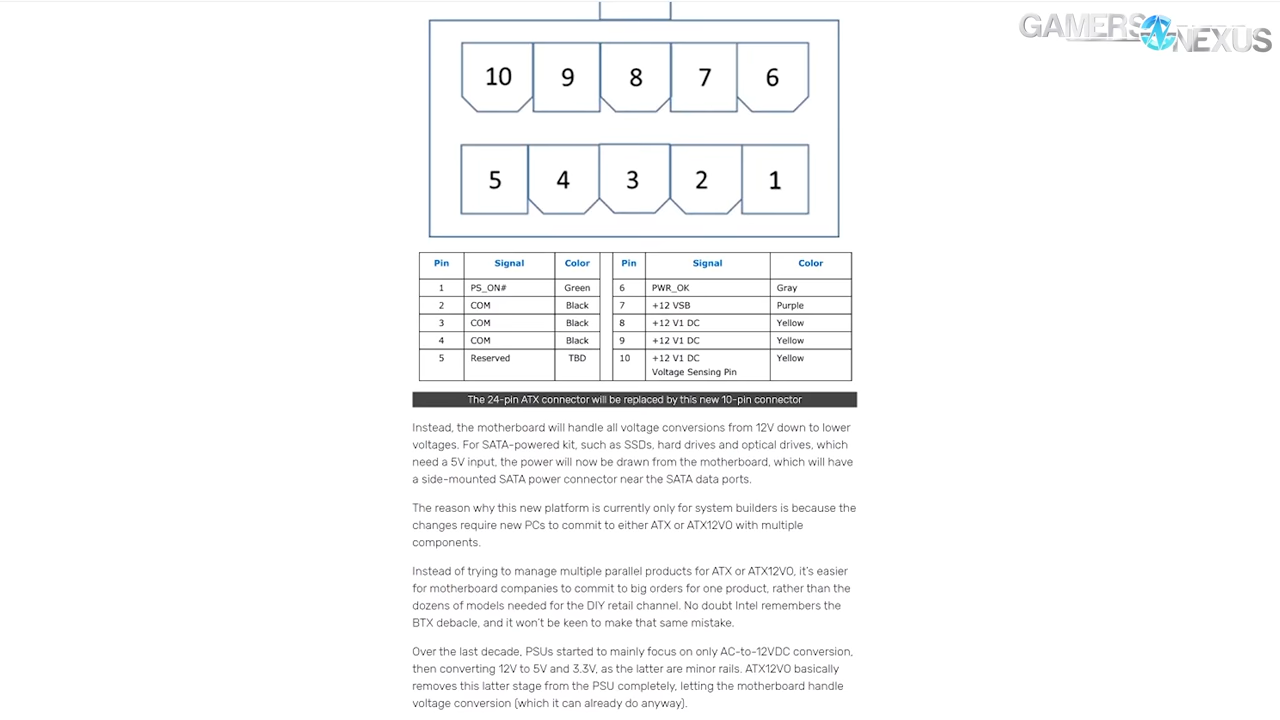 GAMERS NEXUS
10 9 8 7 6
5 4 3 2 1
Pin Signal Color Pin Signal Color
1 PS_ON# Green 6 PWR_OK Gray
2 COM Black 7 +12 VSB Purple
3 COM Black 8 +12 V1 DC Yellow
4 COM Black 9 +12 V1 DC Yellow
5 Reserved TBD 10 +12 V1 DC Yellow
Voltage Sensing Pin
The 24-pin ATX connector will be replaced by this new 10-pin connector
Instead, the motherboard will handle all voltage conversions from 12V down to lower
voltages. For SATA-powered kit, such as SSDs, hard drives and optical drives, which
need a 5V input, the power will now be drawn from the motherboard, which will have
a side-mounted SATA power connector near the SATA data ports.
The reason why this new platform is currently only for system builders is because the
changes require new PCs to commit to either ATX or ATX12VO with multiple
components.
Instead of trying to manage multiple parallel products for ATX or ATX12VO, it's easier
for motherboard companies to commit to big orders for one product, rather than the
dozens of models needed for the DIY retail channel. No doubt Intel remembers the
BTX debacle, and it won't be keen to make that same mistake.
Over the last decade, PSUs started to mainly focus on only AC-to-12VDC conversion,
then converting 12V to 5V and 3.3V, as the latter are minor rails. ATX12VO basically
removes this latter stage from the PSU completely, letting the motherboard handle
voltage conversion (which it can already do anyway).